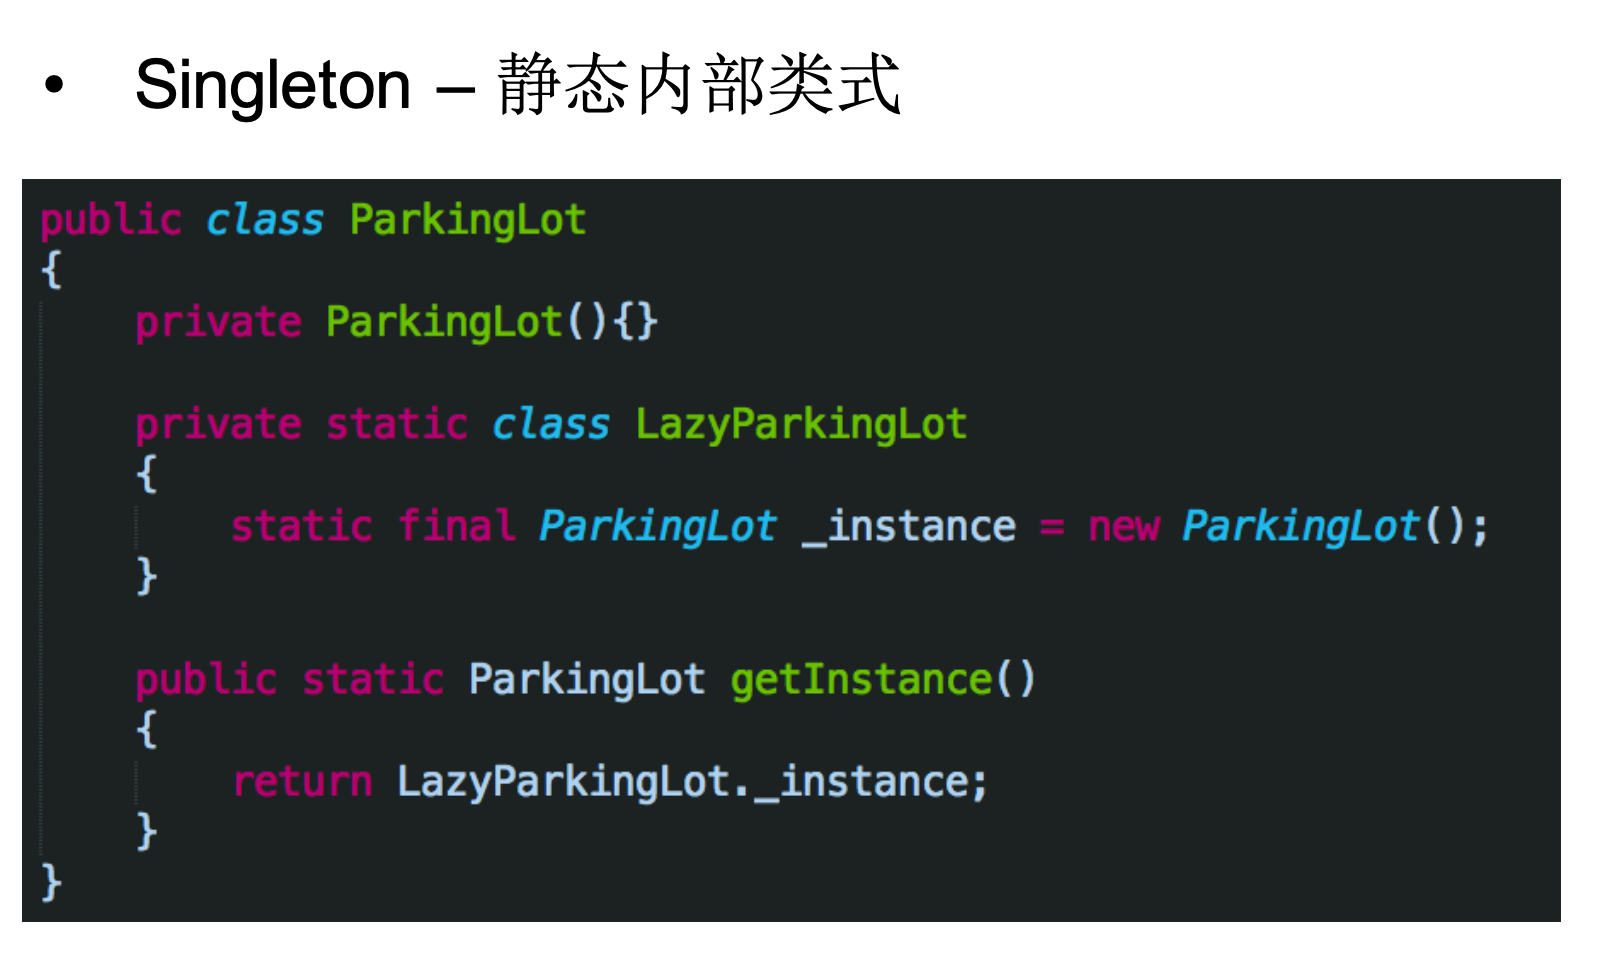 • Singleton – 静态内部类式
public class ParkingLot
{
    private ParkingLot(){}
    private static class LazyParkingLot
    {
        static final ParkingLot _instance = new ParkingLot();
    }
    public static ParkingLot getInstance()
    {
        return LazyParkingLot._instance;
    }
}